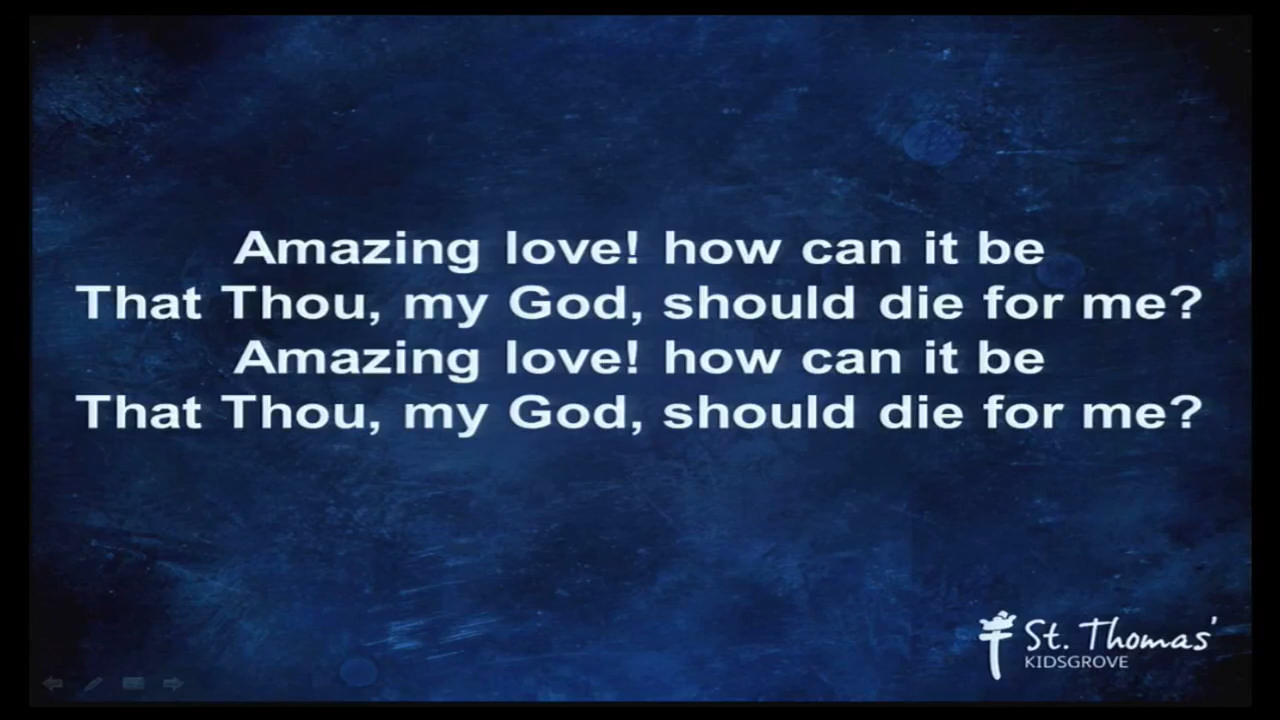 Amazing love! how can it be
That Thou, my God, should die for me?
Amazing love! how can it be
That Thou, my God, should die for me?
St. Thomas'
KIDSGROVE